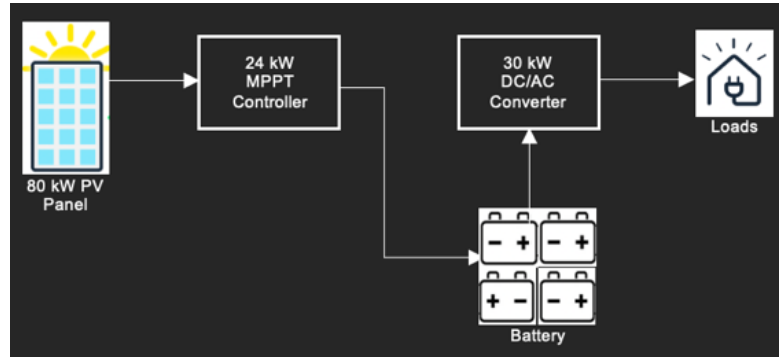 80 kW PV
Panel
24 kW
MPPT
Controller
30 kW
DC/AC
Converter
Loads
- + - +
+ - - +
Battery